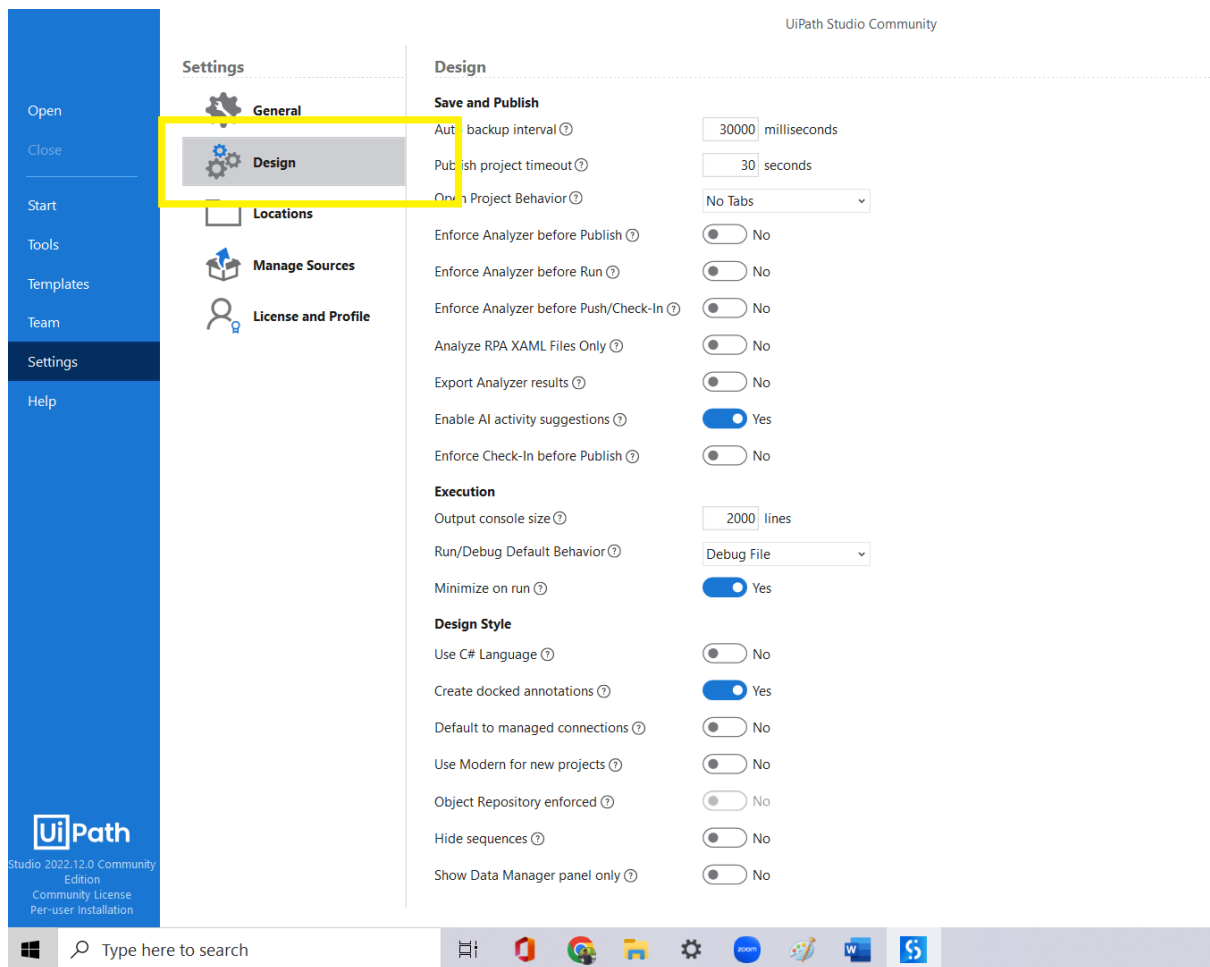 UiPath Studio Community
Open
Close
Start
Tools
Templates
Team
Settings
Help
Settings
General
Design
Locations
Manage Sources
License and Profile
Design
Save and Publish
Auto backup interval 30000 milliseconds
Publish project timeout 30 seconds
Open Project Behavior No Tabs
Enforce Analyzer before Publish No
Enforce Analyzer before Run No
Enforce Analyzer before Push/Check-In No
Analyze RPA XAML Files Only No
Export Analyzer results No
Enable AI activity suggestions Yes
Enforce Check-In before Publish No
Execution
Output console size 2000 lines
Run/Debug Default Behavior Debug File
Minimize on run Yes
Design Style
Use C# Language No
Create docked annotations Yes
Default to managed connections No
Use Modern for new projects No
Object Repository enforced No
Hide sequences No
Show Data Manager panel only No
UiPath
Studio 2022.12.0 Community
Edition
Community License
Per-user Installation
Type here to search
zoom